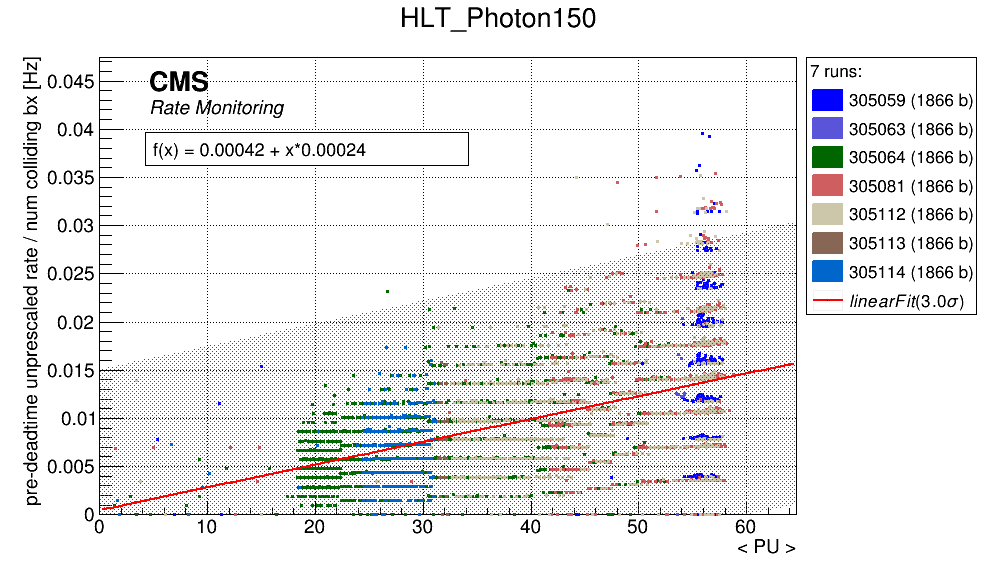 HLT_Photon150
pre-deadtime unprescaled rate / num colliding bx [Hz]
0.045
0.04
0.035
0.03
0.025
0.02
0.015
0.01
0.005
0
CMS
Rate Monitoring
f(x) = 0.00042 + x*0.00024
0 10 20 30 40 50 60
< PU >
7 runs:
305059 (1866 b)
305063 (1866 b)
305064 (1866 b)
305081 (1866 b)
305112 (1866 b)
305113 (1866 b)
305114 (1866 b)
linearFit(3.0σ)